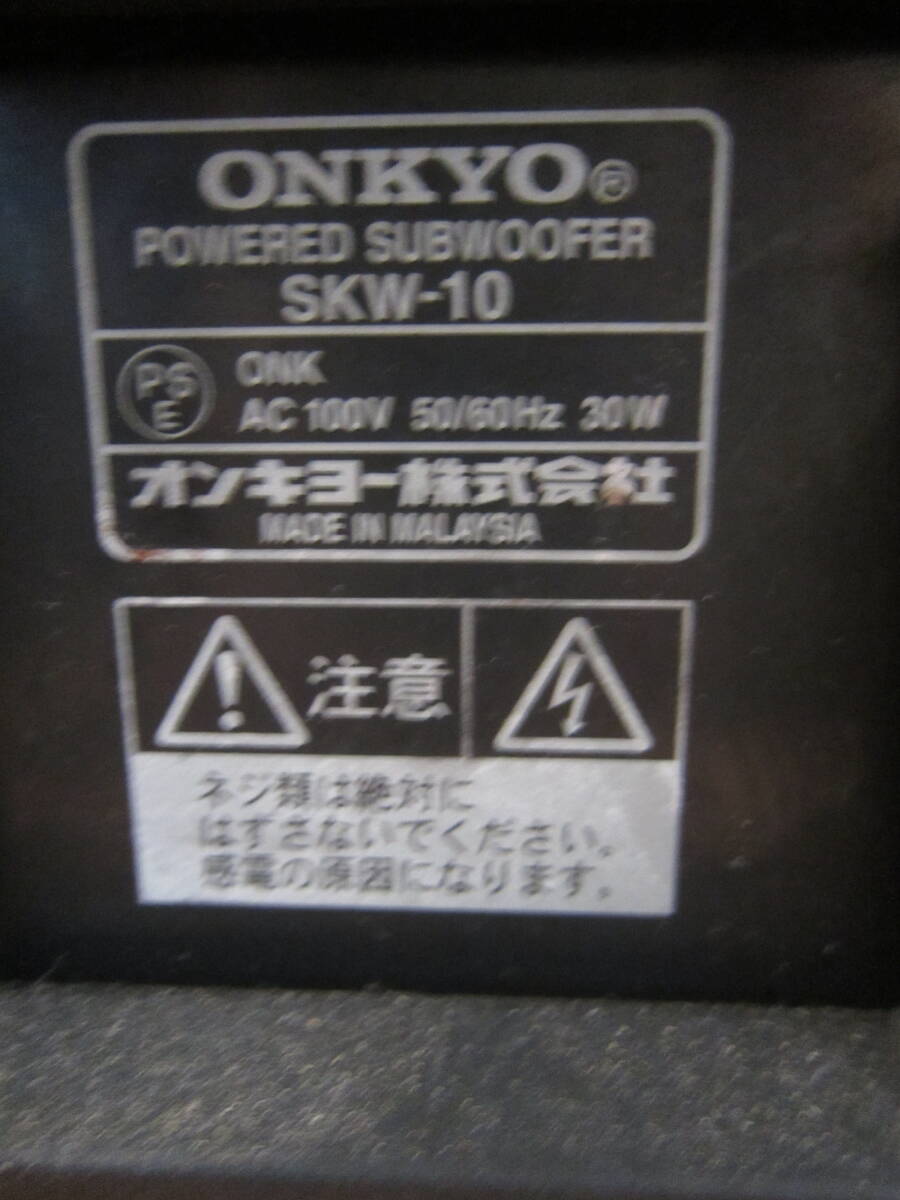 ONKYO®
POWERED SUBWOOFER
SKW-10
PS
E
ONK
AC 100V 50/60Hz 30W
オンキヨー株式会社
MADE IN MALAYSIA
注意
ネジ類は絶対に
はずさないでください。
感電の原因になります。